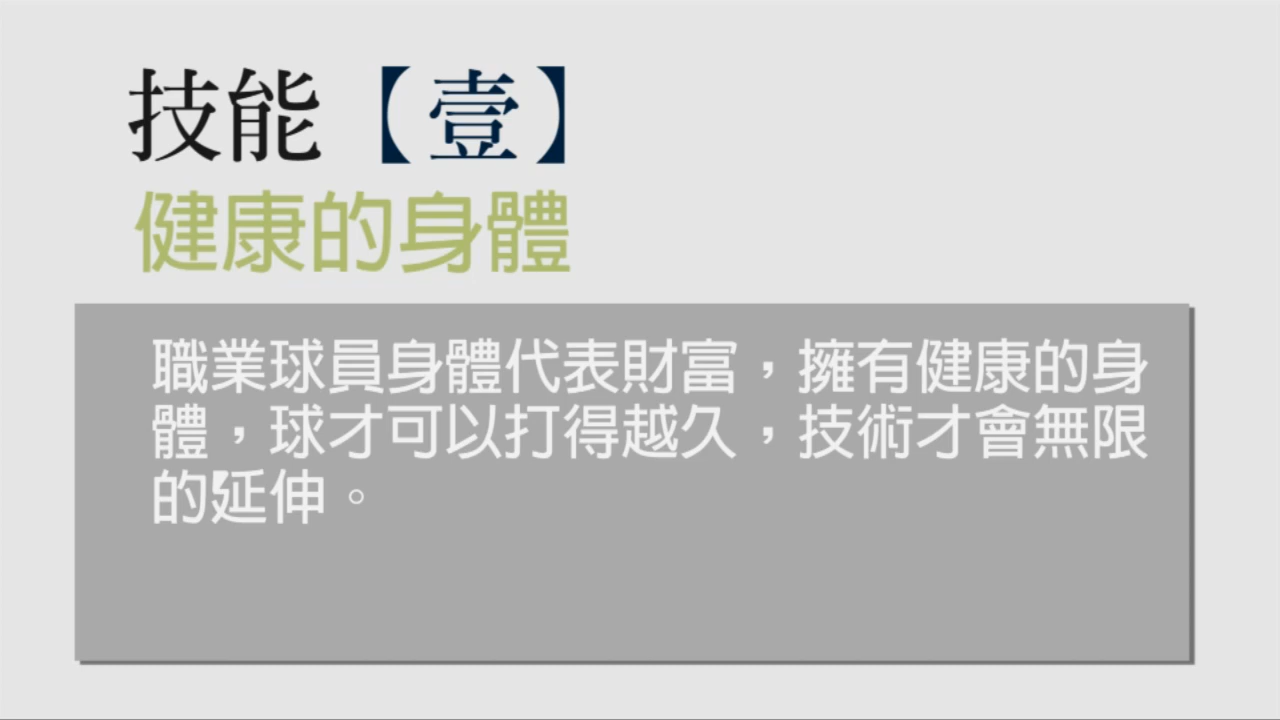 技能【壹】
健康的身體
職業球員身體代表財富，擁有健康的身
體，球才可以打得越久，技術才會無限
的延伸。